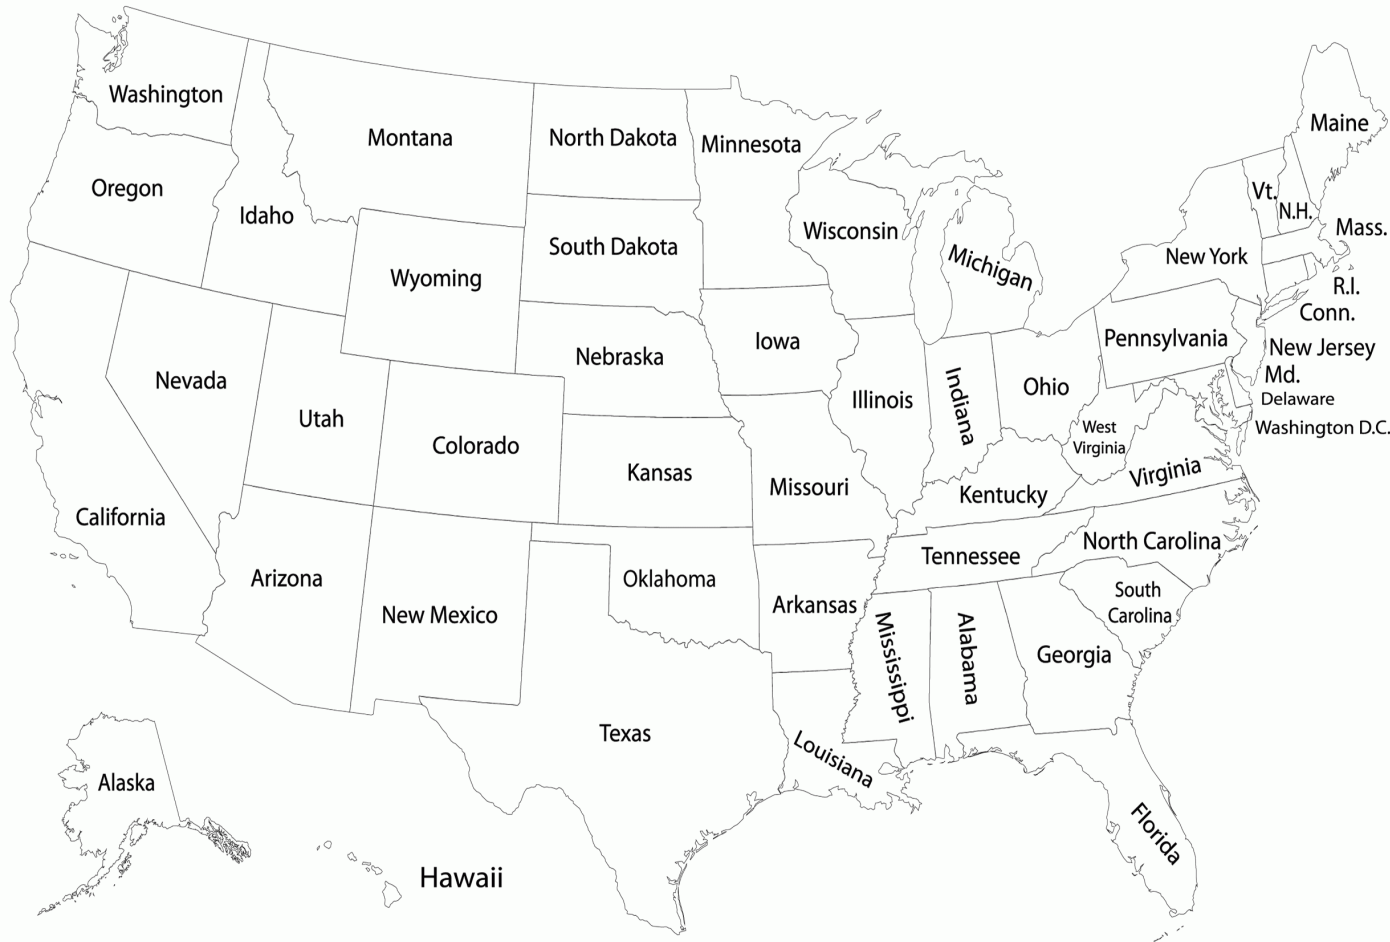 Washington
Montana
North Dakota
Minnesota
Maine
Oregon
Idaho
Vt.
N.H.
South Dakota
Wisconsin
Mass.
New York
Michigan
Wyoming
R.I.
Conn.
Pennsylvania
Iowa
New Jersey
Nebraska
Md.
Nevada
Ohio
Indiana
Illinois
Delaware
Utah
Colorado
West
Virginia
Washington D.C.
Kansas
Virginia
Missouri
Kentucky
California
North Carolina
Tennessee
Arizona
Oklahoma
South
Carolina
Arkansas
New Mexico
Mississippi
Alabama
Georgia
Texas
Louisiana
Alaska
Florida
Hawaii